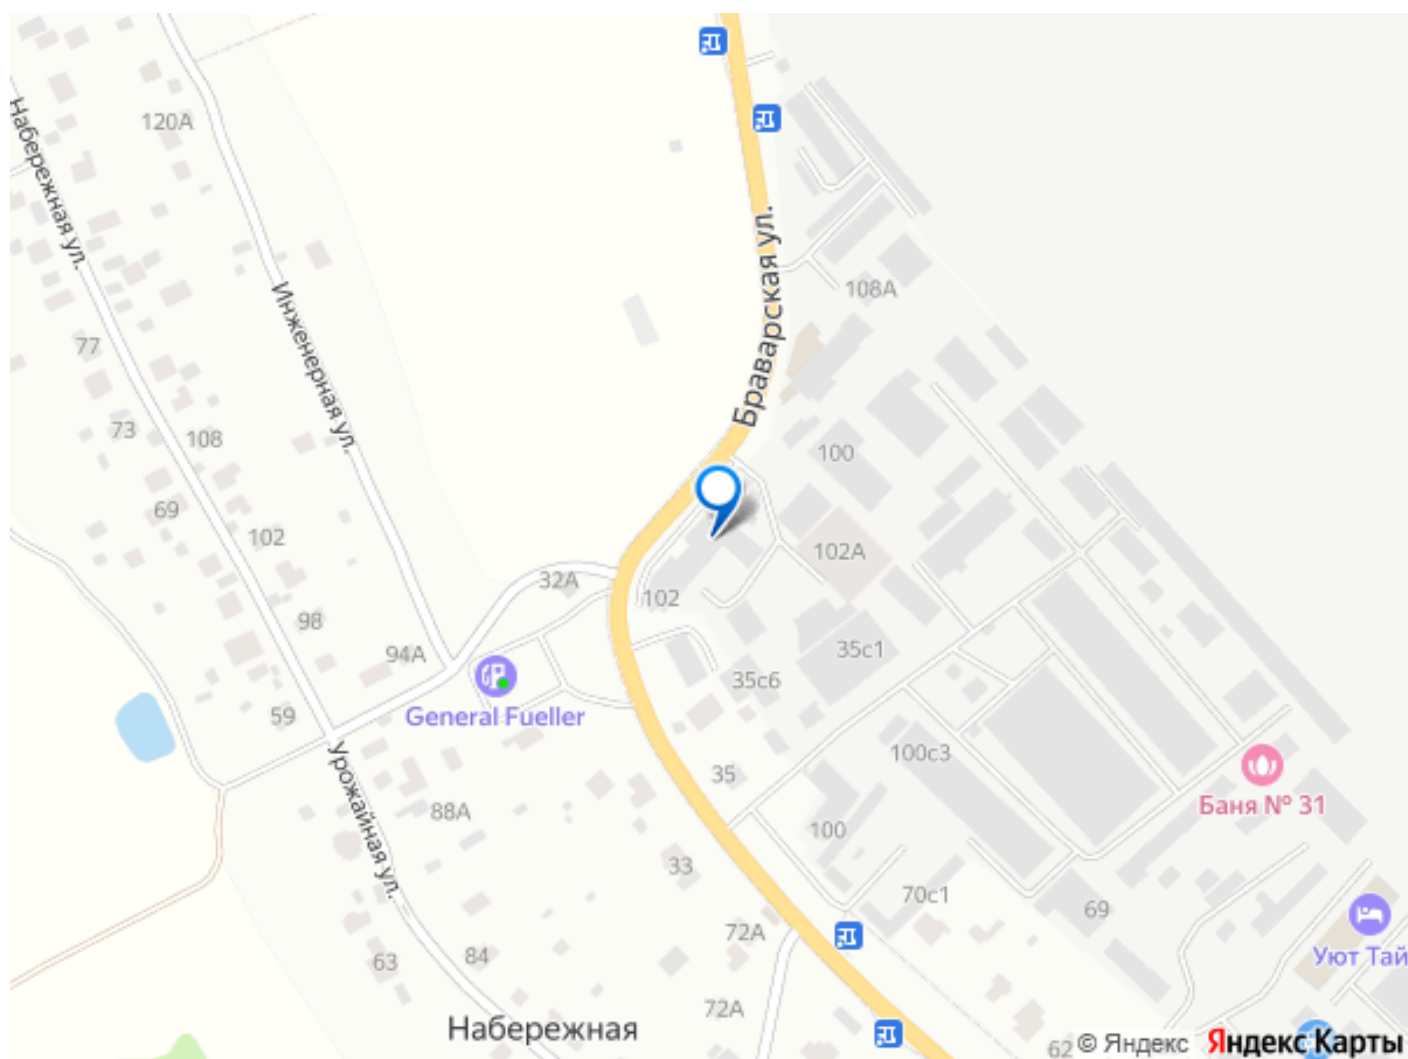 120А
Набережная ул.
Браварская ул.
Инженерная ул.
108А
77
73
108
100
69
102
102А
32А
102
98
94А
35с1
35с6
General Fueller
59
100с3
35
Урожайная ул.
Баня № 31
88А
100
33
70с1
69
72А
84
63
Уют Тай
72А
Набережная
62
© Яндекс
Яндекс Карты